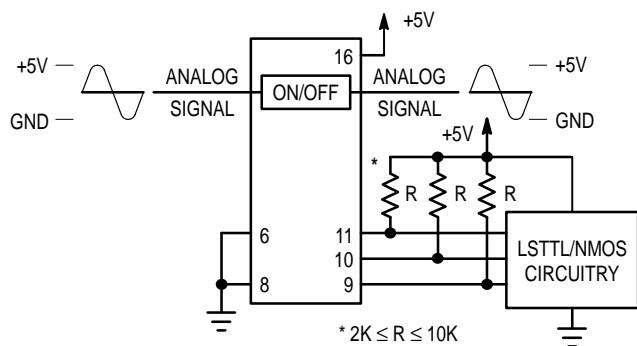 +5V
16
+5V
ANALOG
SIGNAL
ON/OFF
ANALOG
SIGNAL
+5V
GND
GND
+5V
*
R
R
R
6
11
LSTTL/NMOS
CIRCUITRY
10
8
9
* 2K ≤ R ≤ 10K